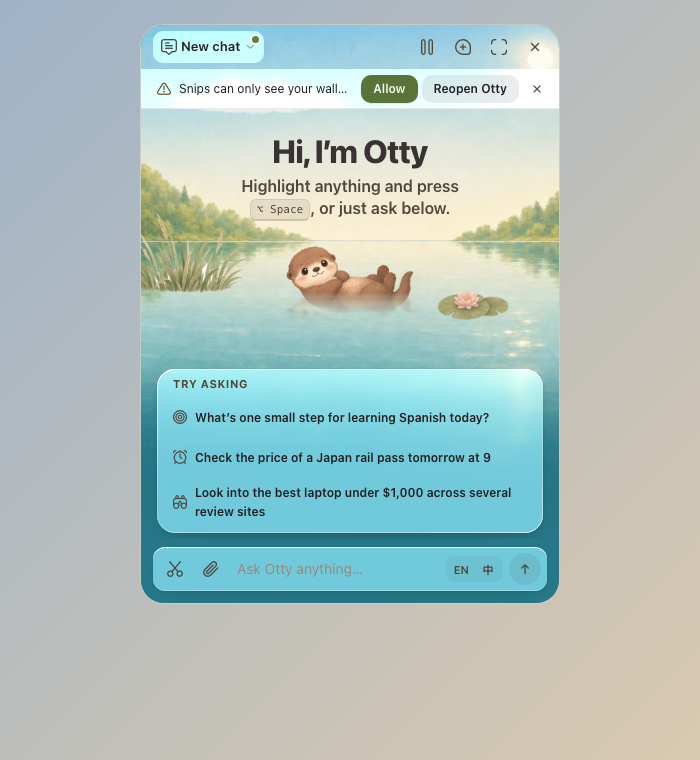 New chat
Snips can only see your wall...
Allow
Reopen Otty
Hi, I'm Otty
Highlight anything and press
⌥ Space, or just ask below.
TRY ASKING
What's one small step for learning Spanish today?
Check the price of a Japan rail pass tomorrow at 9
Look into the best laptop under $1,000 across several
review sites
Ask Otty anything...
EN 中